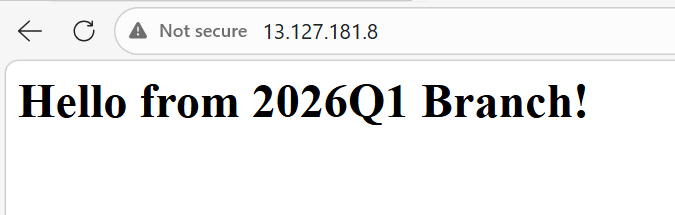 Not secure 13.127.181.8
Hello from 2026Q1 Branch!